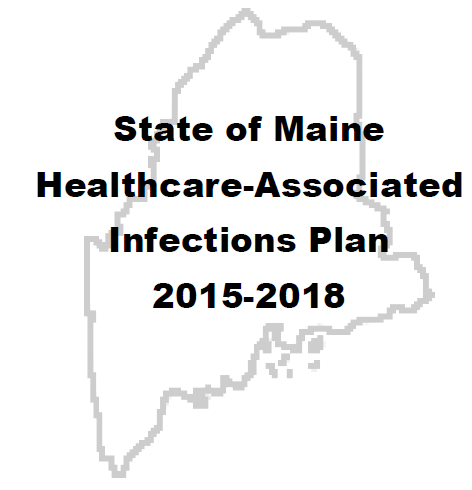 State of Maine
Healthcare-Associated
Infections Plan
2015-2018